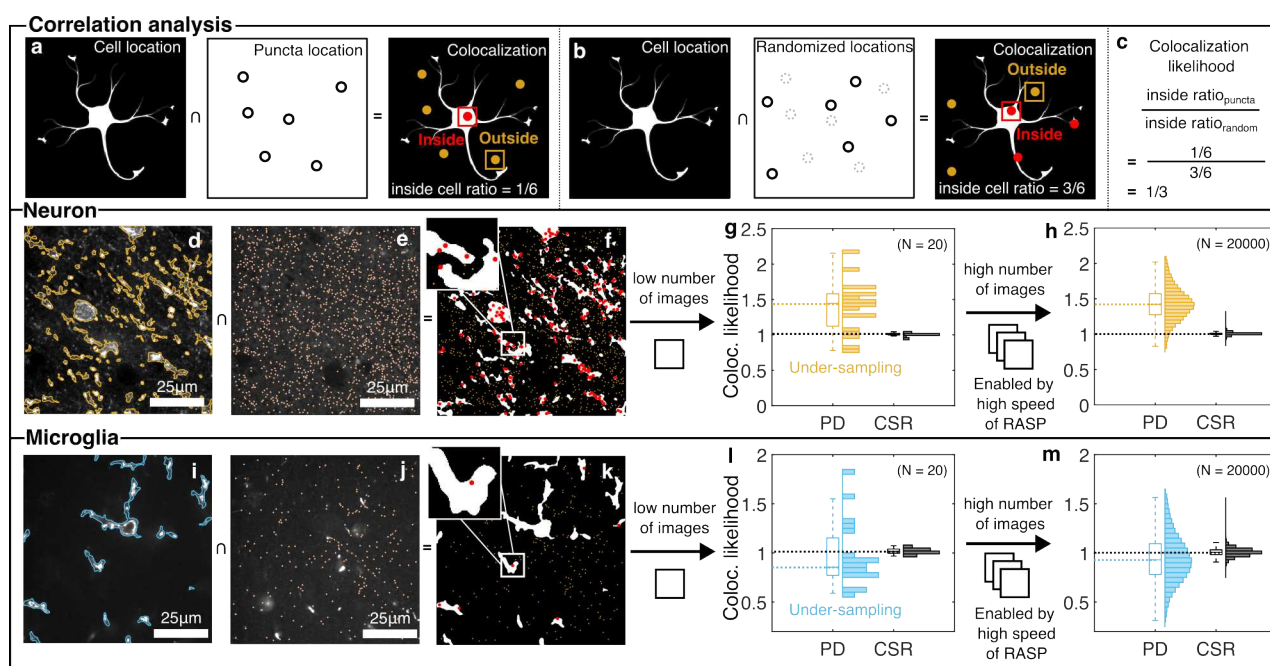 Correlation analysis
a
Cell location
∩
Puncta location
=
Colocalization
Inside
Outside
inside cell ratio = 1/6
b
Cell location
∩
Randomized locations
=
Colocalization
Outside
Inside
inside cell ratio = 3/6
c
Colocalization
likelihood
inside ratio puncta
inside ratio random
= 1/6
3/6
= 1/3
Neuron
d
25µm
∩
e
25µm
=
f
low number
of images
g
(N = 20)
Coloc. likelihood
2.5
2
1.5
1
0.5
0
Under-sampling
PD CSR
high number
of images
Enabled by
high speed
of RASP
h
(N = 20000)
2.5
2
1.5
1
0.5
0
PD CSR
Microglia
i
25µm
∩
j
25µm
=
k
low number
of images
l
(N = 20)
Coloc. likelihood
2
1.5
1
0.5
Under-sampling
PD CSR
high number
of images
Enabled by
high speed
of RASP
m
(N = 20000)
2
1.5
1
0.5
PD CSR